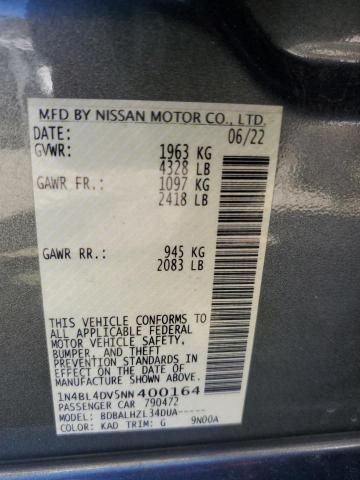 MFD BY NISSAN MOTOR CO., LTD.
DATE: 06/22
GVWR: 1963 KG
4328 LB
GAWR FR.: 1097 KG
2418 LB
GAWR RR.: 945 KG
2083 LB
THIS VEHICLE CONFORMS TO
ALL APPLICABLE FEDERAL
MOTOR VEHICLE SAFETY,
BUMPER, AND THEFT
PREVENTION STANDARDS
IN EFFECT ON THE DATE OF
MANUFACTURE SHOWN ABOVE.
1N4BL4DV5NN400164
PASSENGER CAR 790472
MODEL: BDBALHZL34DUA-----
COLOR: KAD TRIM: G 9N00A